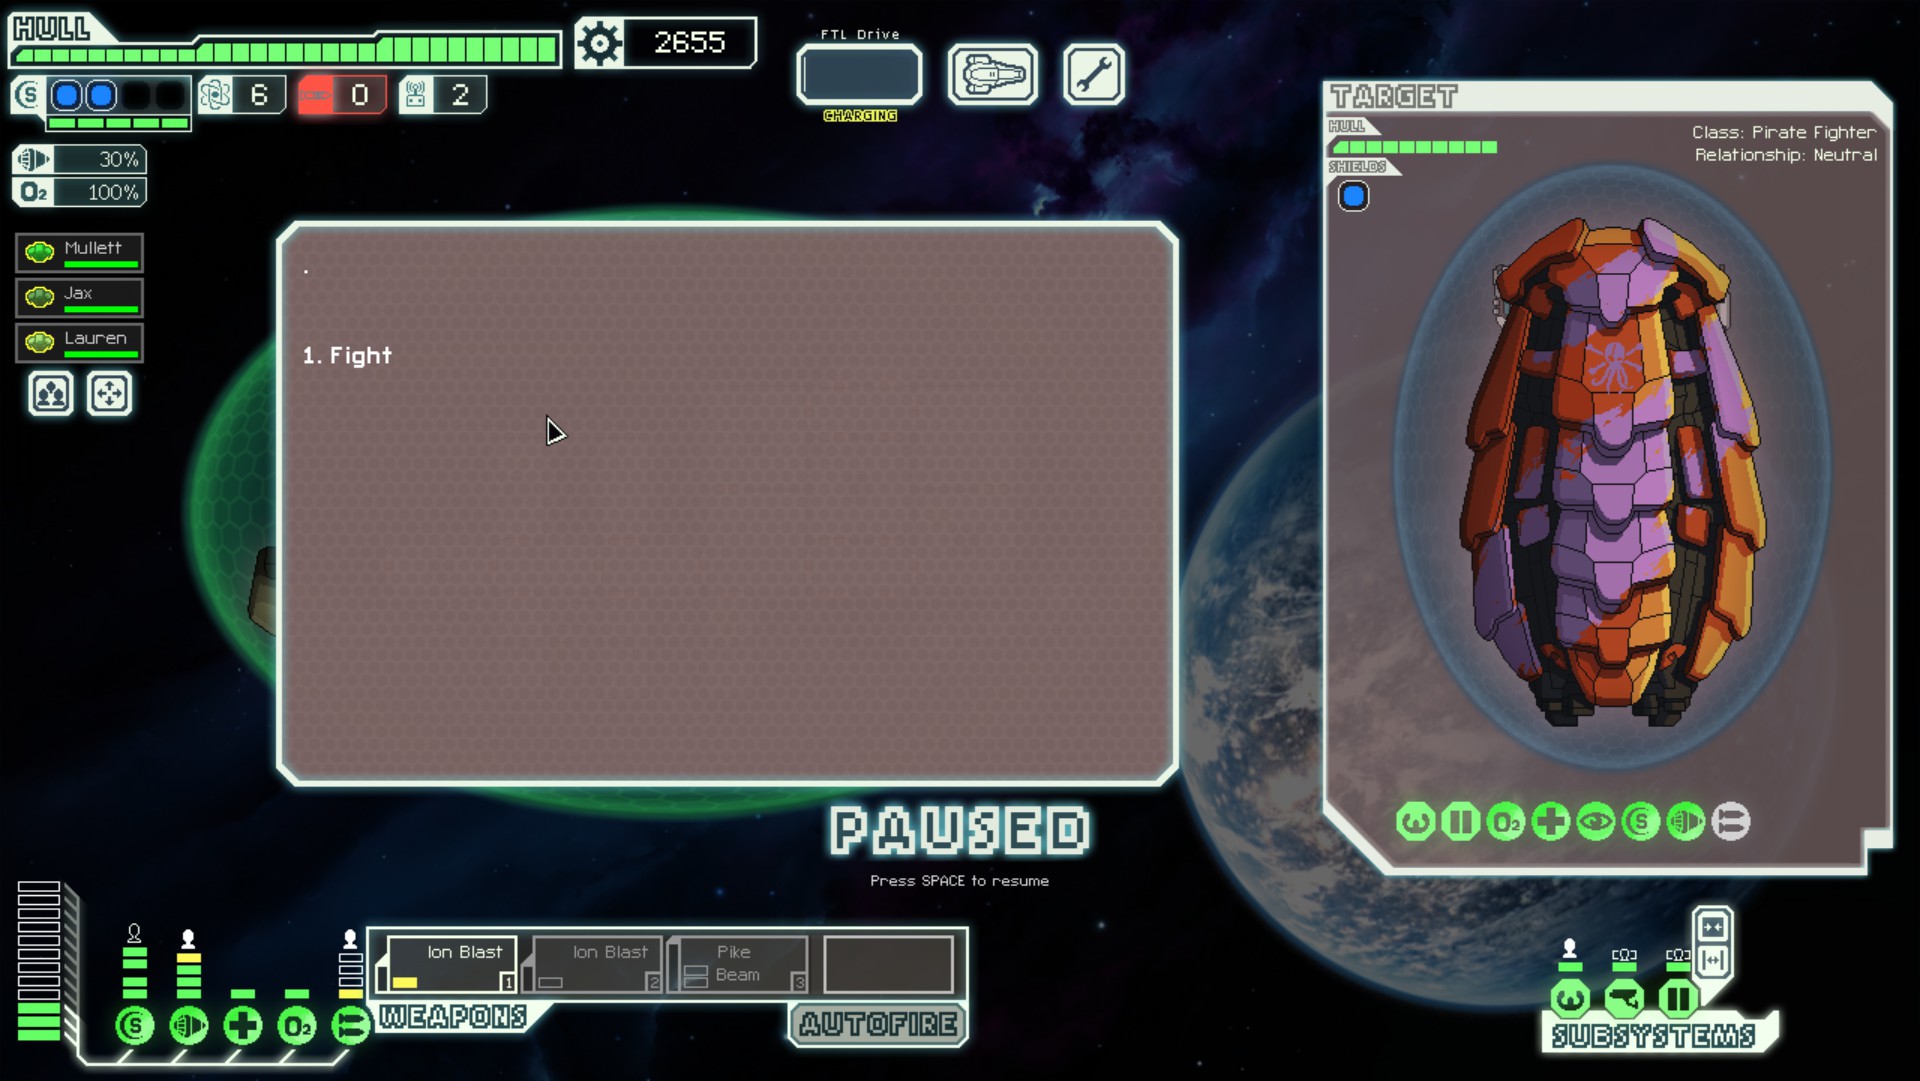 HULL
2655
FTL Drive
CHARGING
6
0
2
30%
O2
100%
Mullett
Jax
Lauren
.
1. Fight
TARGET
HULL
Class: Pirate Fighter
Relationship: Neutral
SHIELDS
PAUSED
Press SPACE to resume
O2
Ion Blast
1
Ion Blast
2
Pike
Beam
3
O2
WEAPONS
AUTOFIRE
SUBSYSTEMS